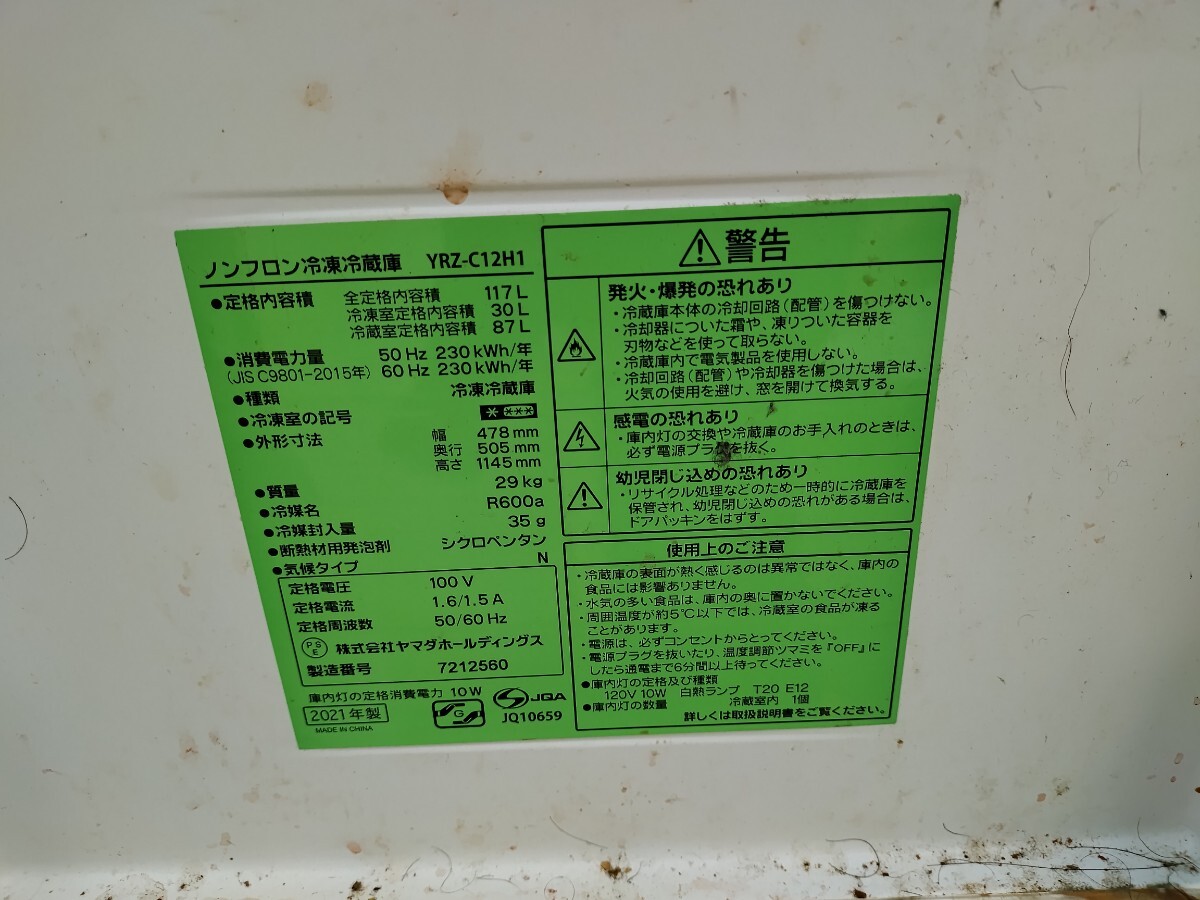 ノンフロン冷凍冷蔵庫 YRZ-C12H1
●定格内容積 全定格内容積 117L
冷凍室定格内容積 30L
冷蔵室定格内容積 87L
●消費電力量 50Hz 230kWh/年
(JIS C9801-2015年) 60Hz 230kWh/年
●種類 冷凍冷蔵庫
●冷凍室の記号
●外形寸法 幅 478mm
奥行 505mm
高さ 1145mm
●質量 29kg
●冷媒名 R600a
●冷媒封入量 35g
●断熱材用発泡剤 シクロペンタン
●気候タイプ N
定格電圧 100V
定格電流 1.6/1.5A
定格周波数 50/60Hz
PSE 株式会社ヤマダホールディングス
製造番号 7212560
庫内灯の定格消費電力 10W
2021年製
MADE IN CHINA
G
JQA
JQ10659
警告
発火・爆発の恐れあり
・冷蔵庫本体の冷却回路(配管)を傷つけない。
・冷却器についた霜や、凍りついた容器を
刃物などを使って取らない。
・冷蔵庫内で電気製品を使用しない。
・冷却回路(配管)や冷却器を傷つけた場合は、
火気の使用を避け、窓を開けて換気する。
感電の恐れあり
・庫内灯の交換や冷蔵庫のお手入れのときは、
必ず電源プラグを抜く。
幼児閉じ込めの恐れあり
・リサイクル処理などのため一時的に冷蔵庫を
保管され、幼児閉じ込めの恐れがある場合は、
ドアパッキンをはずす。
使用上のご注意
・冷蔵庫の表面が熱く感じるのは異常ではなく、庫内の
食品には影響ありません。
・水気の多い食品は、庫内の奥に置かないでください。
・周囲温度が約5℃以下では、冷蔵室の食品が凍る
ことがあります。
・電源は、必ずコンセントからとってください。
・電源プラグを抜いたり、温度調節ツマミを『OFF』に
したら通電まで6分間以上待ってください。
●庫内灯の定格及び種類
120V 10W 白熱ランプ T20 E12
●庫内灯の数量 冷蔵室内 1個
詳しくは取扱説明書をご覧ください。